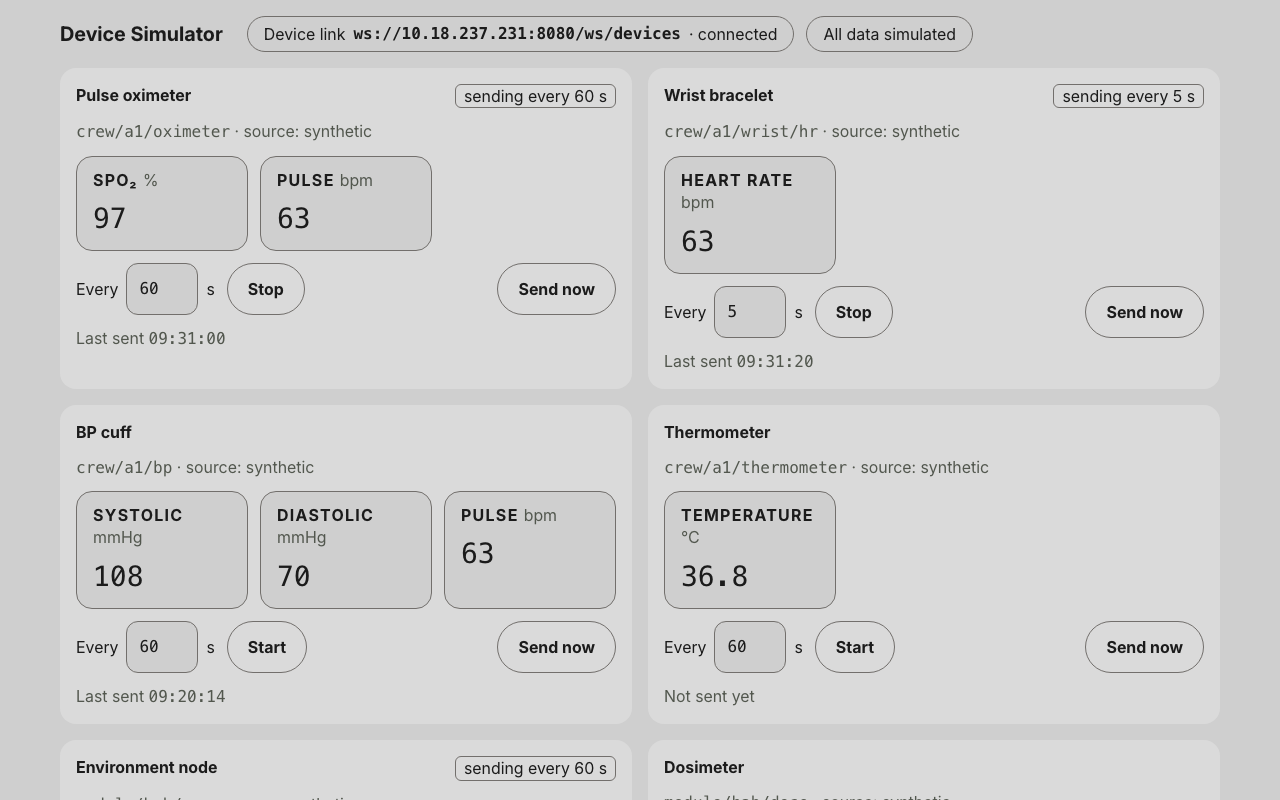 Device Simulator
Device link ws://10.18.237.231:8080/ws/devices · connected
All data simulated
Pulse oximeter
sending every 60 s
crew/a1/oximeter · source: synthetic
SPO₂ %
97
PULSE bpm
63
Every 60 s Stop Send now
Last sent 09:31:00
Wrist bracelet
sending every 5 s
crew/a1/wrist/hr · source: synthetic
HEART RATE
bpm
63
Every 5 s Stop Send now
Last sent 09:31:20
BP cuff
crew/a1/bp · source: synthetic
SYSTOLIC
mmHg
108
DIASTOLIC
mmHg
70
PULSE bpm
63
Every 60 s Start Send now
Last sent 09:20:14
Thermometer
crew/a1/thermometer · source: synthetic
TEMPERATURE
°C
36.8
Every 60 s Start Send now
Not sent yet
Environment node
sending every 60 s
Dosimeter